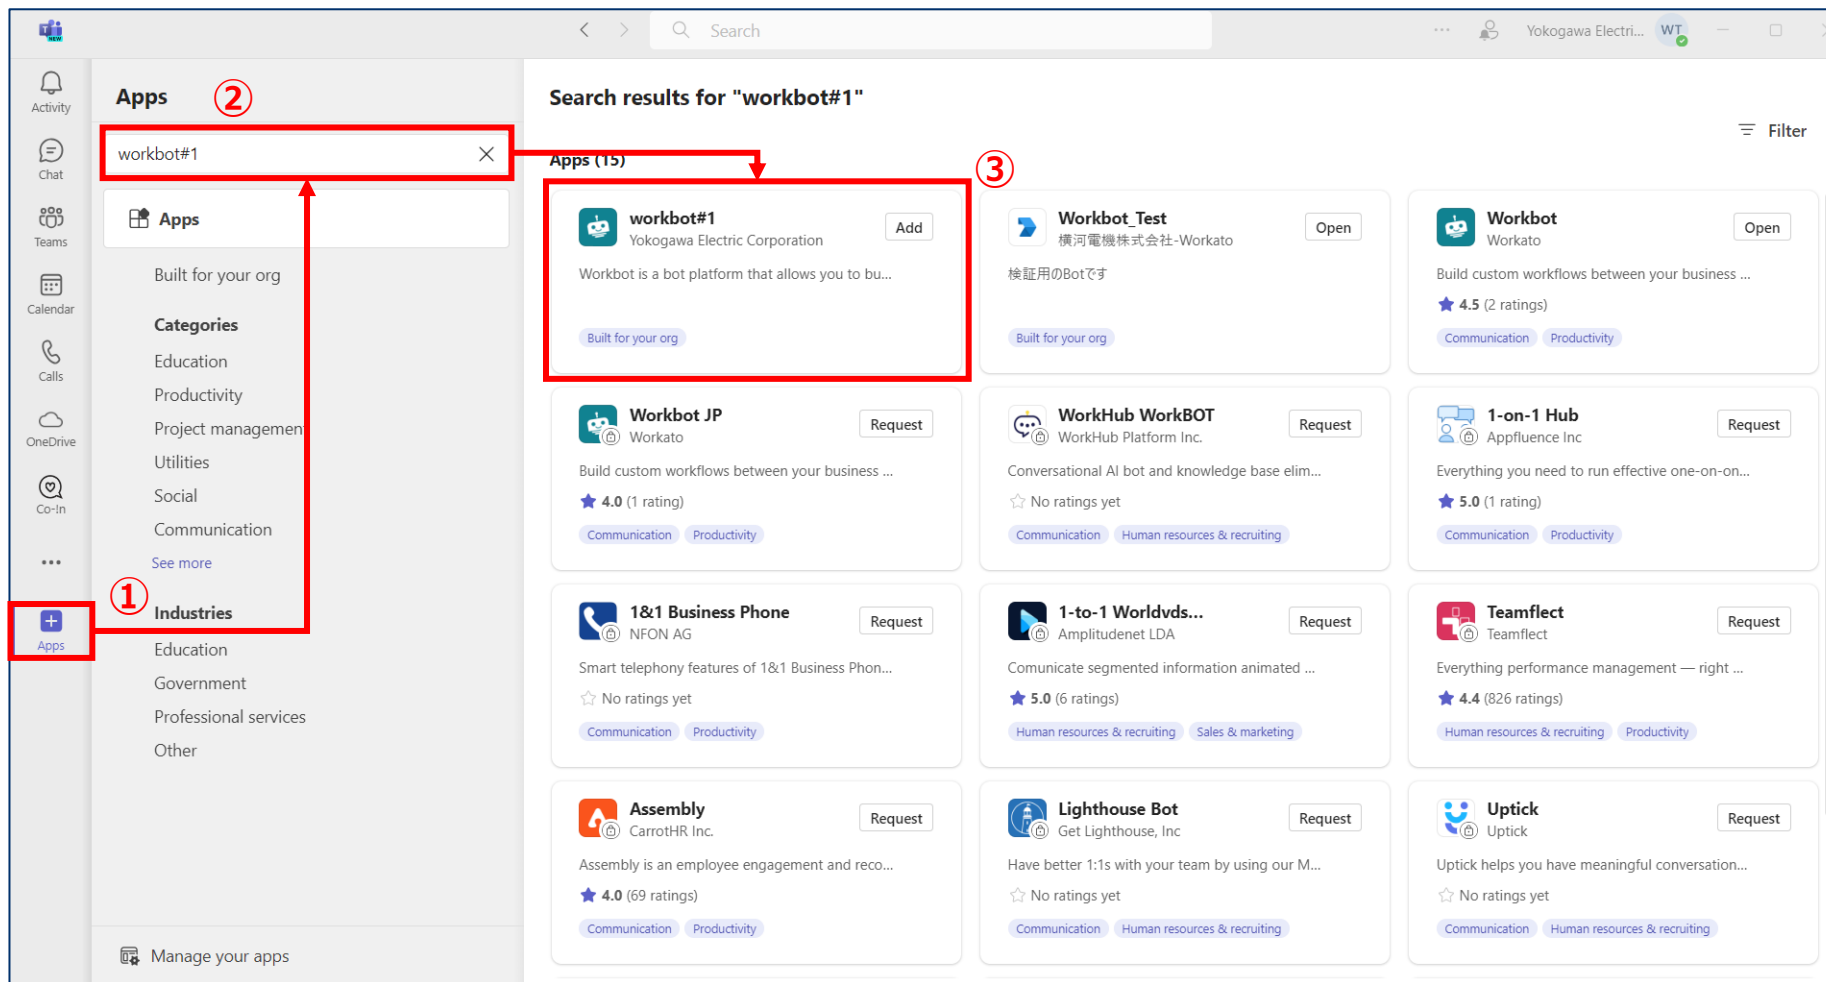 NEW
Search
Yokogawa Electri...
WT
Activity
Chat
Teams
Calendar
Calls
OneDrive
Co-In
Apps
①
Apps
②
workbot#1
Apps
Built for your org
Categories
Education
Productivity
Project management
Utilities
Social
Communication
See more
Industries
Education
Government
Professional services
Other
Manage your apps
Search results for "workbot#1"
Filter
Apps (15)
③
workbot#1
Yokogawa Electric Corporation
Add
Workbot is a bot platform that allows you to bu...
Built for your org
Workbot_Test
横河電機株式会社-Workato
Open
検証用のBotです
Built for your org
Workbot
Workato
Open
Build custom workflows between your business ...
4.5 (2 ratings)
Communication Productivity
Workbot JP
Workato
Request
Build custom workflows between your business ...
4.0 (1 rating)
Communication Productivity
WorkHub WorkBOT
WorkHub Platform Inc.
Request
Conversational AI bot and knowledge base elim...
No ratings yet
Communication Human resources & recruiting
1-on-1 Hub
Appfluence Inc
Request
Everything you need to run effective one-on-on...
5.0 (1 rating)
Communication Productivity
1&1 Business Phone
NFON AG
Request
Smart telephony features of 1&1 Business Phon...
No ratings yet
Communication Productivity
1-to-1 Worldvds...
Amplitudenet LDA
Request
Comunicate segmented information animated ...
5.0 (6 ratings)
Human resources & recruiting Sales & marketing
Teamflect
Teamflect
Request
Everything performance management — right ...
4.4 (826 ratings)
Human resources & recruiting Productivity
Assembly
CarrotHR Inc.
Request
Assembly is an employee engagement and reco...
4.0 (69 ratings)
Communication Productivity
Lighthouse Bot
Get Lighthouse, Inc
Request
Have better 1:1s with your team by using our M...
No ratings yet
Communication Human resources & recruiting
Uptick
Uptick
Request
Uptick helps you have meaningful conversation...
No ratings yet
Communication Human resources & recruiting